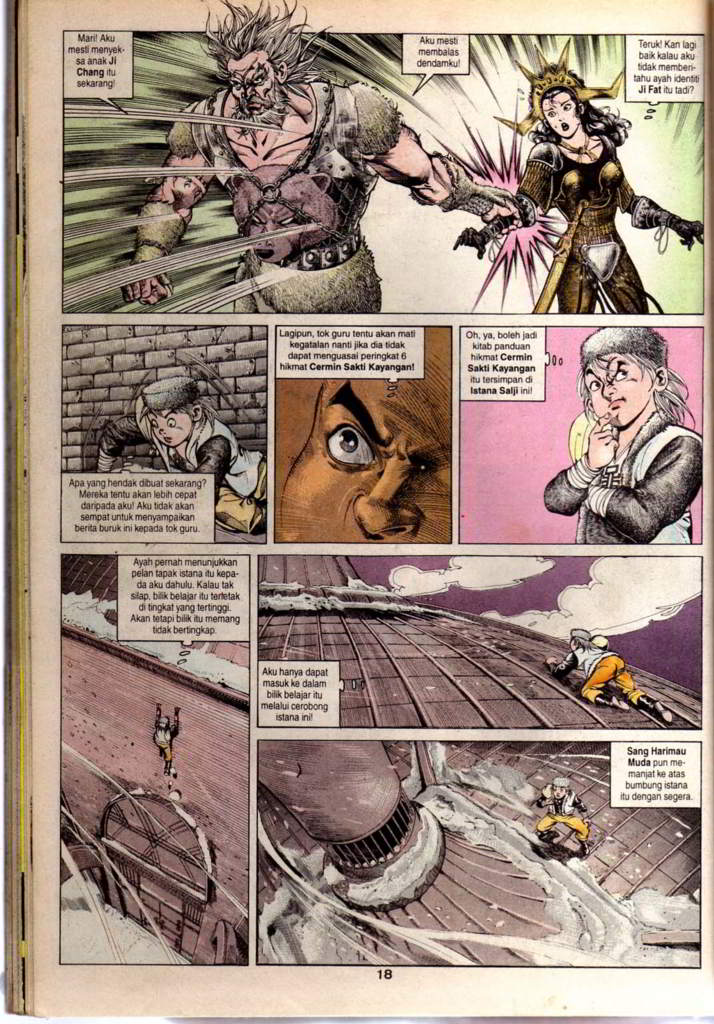 Mari! Aku
mesti menyek-
sa anak Ji
Chang itu
sekarang!
Aku mesti
membalas
dendamku!
Teruk! Kan lagi
baik kalau aku
tidak memberi-
tahu ayah identiti
Ji Fat itu tadi?
Apa yang hendak dibuat sekarang?
Mereka tentu akan lebih cepat
daripada aku! Aku tidak akan
sempat untuk menyampaikan
berita buruk ini kepada tok guru.
Lagipun, tok guru tentu akan mati
kegatalan nanti jika dia tidak
dapat menguasai peringkat 6
hikmat Cermin Sakti Kayangan!
Oh, ya, boleh jadi
kitab panduan
hikmat Cermin
Sakti Kayangan
itu tersimpan di
Istana Salji ini!
Ayah pernah menunjukkan
pelan tapak istana itu kepa-
da aku dahulu. Kalau tak
silap, bilik belajar itu terletak
di tingkat yang tertinggi.
Akan tetapi bilik itu memang
tidak bertingkap.
Aku hanya dapat
masuk ke dalam
bilik belajar itu
melalui cerobong
istana ini!
Sang Harimau
Muda pun me-
manjat ke atas
bumbung istana
itu dengan segera.
18